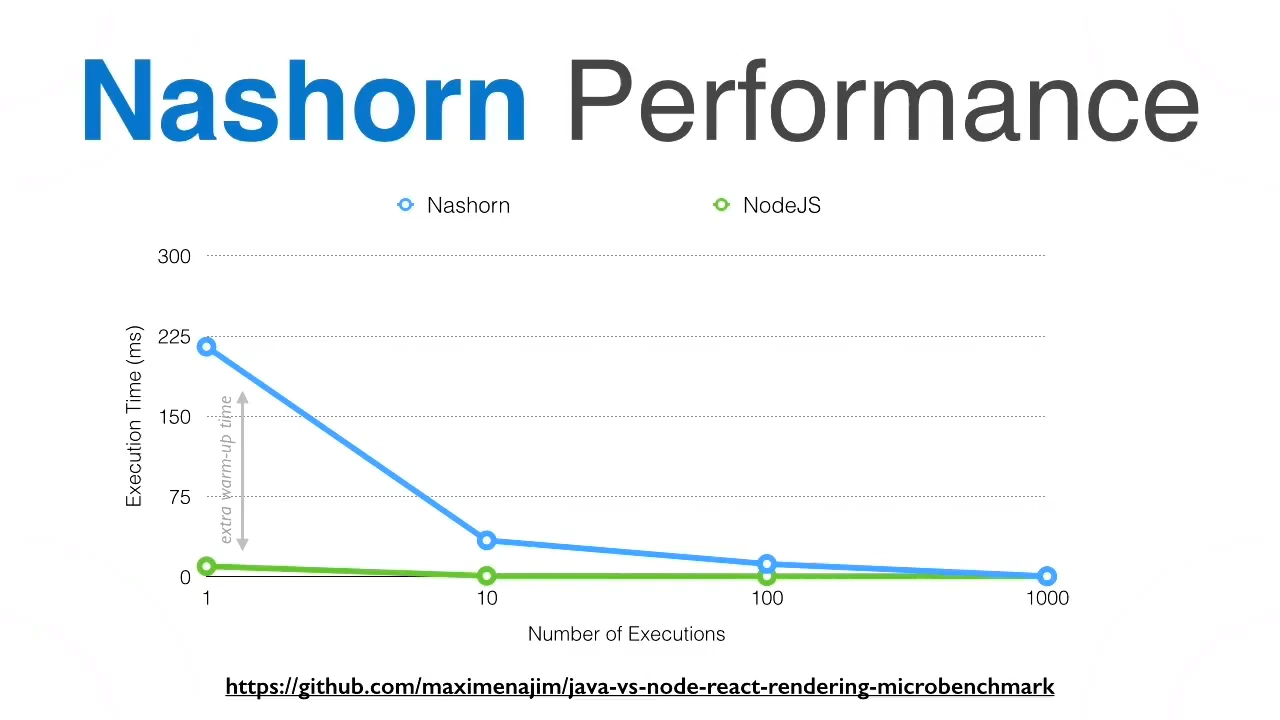 Nashorn Performance
Nashorn
NodeJS
300
225
150
75
0
Execution Time (ms)
extra warm-up time
1
10
100
1000
Number of Executions
https://github.com/maximenajim/java-vs-node-react-rendering-microbenchmark